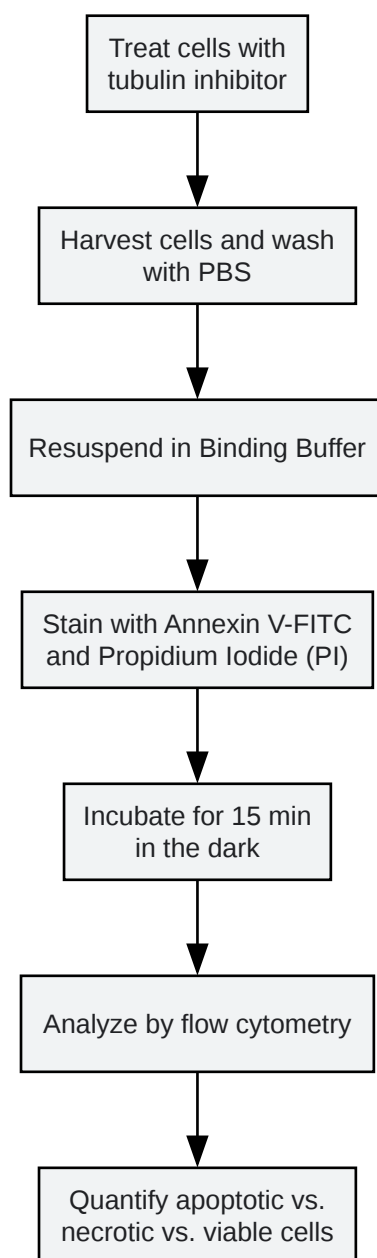 Treat cells with
tubulin inhibitor
Harvest cells and wash
with PBS
Resuspend in Binding Buffer
Stain with Annexin V-FITC
and Propidium Iodide (PI)
Incubate for 15 min
in the dark
Analyze by flow cytometry
Quantify apoptotic vs.
necrotic vs. viable cells